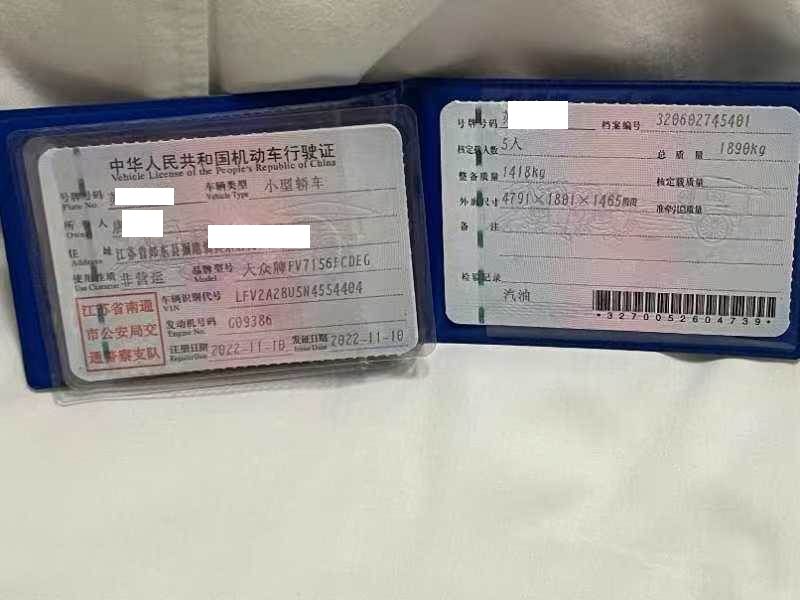 中华人民共和国机动车行驶证
Vehicle License of the People's Republic of China
号牌号码
Plate No.
车辆类型 小型轿车
Vehicle Type
所有人
Owner
住址 江苏省如东县
Address
使用性质 非营运
Use Character
品牌型号 大众牌FV7156FCDEG
Model
江苏省南通
市公安局交
通警察支队
车辆识别代号 LFV2A28U5N4554404
VIN
发动机号码 G09386
Engine No.
注册日期 2022-11-10
Register Date
发证日期 2022-11-10
Issue Date
号牌号码
档案编号 320602745401
核定载人数 5人
总质量 1890kg
整备质量 1418kg
核定载质量
外廓尺寸 4791×1801×1465mm
准牵引总质量
备注
检验记录
汽油
*3270052604739*